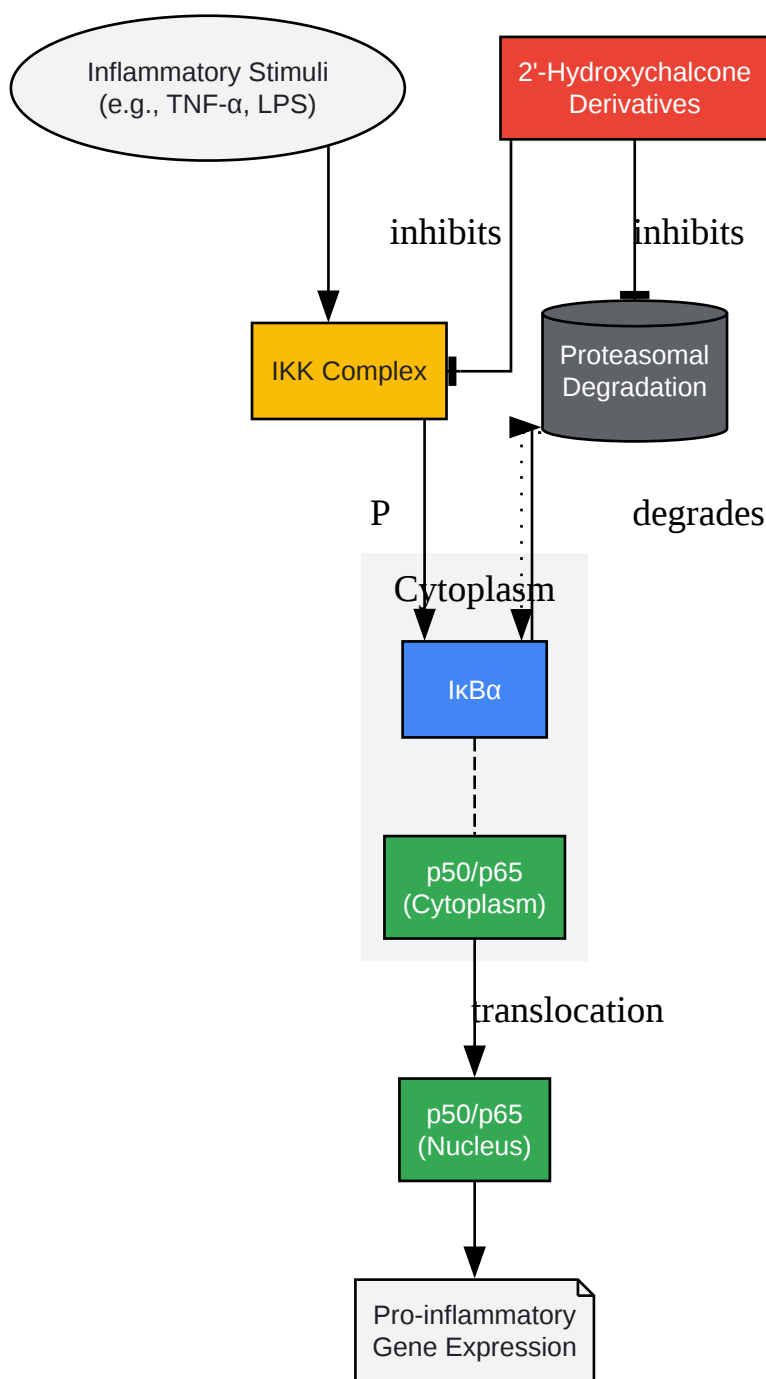 Inflammatory Stimuli
(e.g., TNF-α, LPS)
2'-Hydroxychalcone
Derivatives
inhibits
inhibits
IKK Complex
Proteasomal
Degradation
P
degrades
Cytoplasm
IκBα
p50/p65
(Cytoplasm)
translocation
p50/p65
(Nucleus)
Pro-inflammatory
Gene Expression